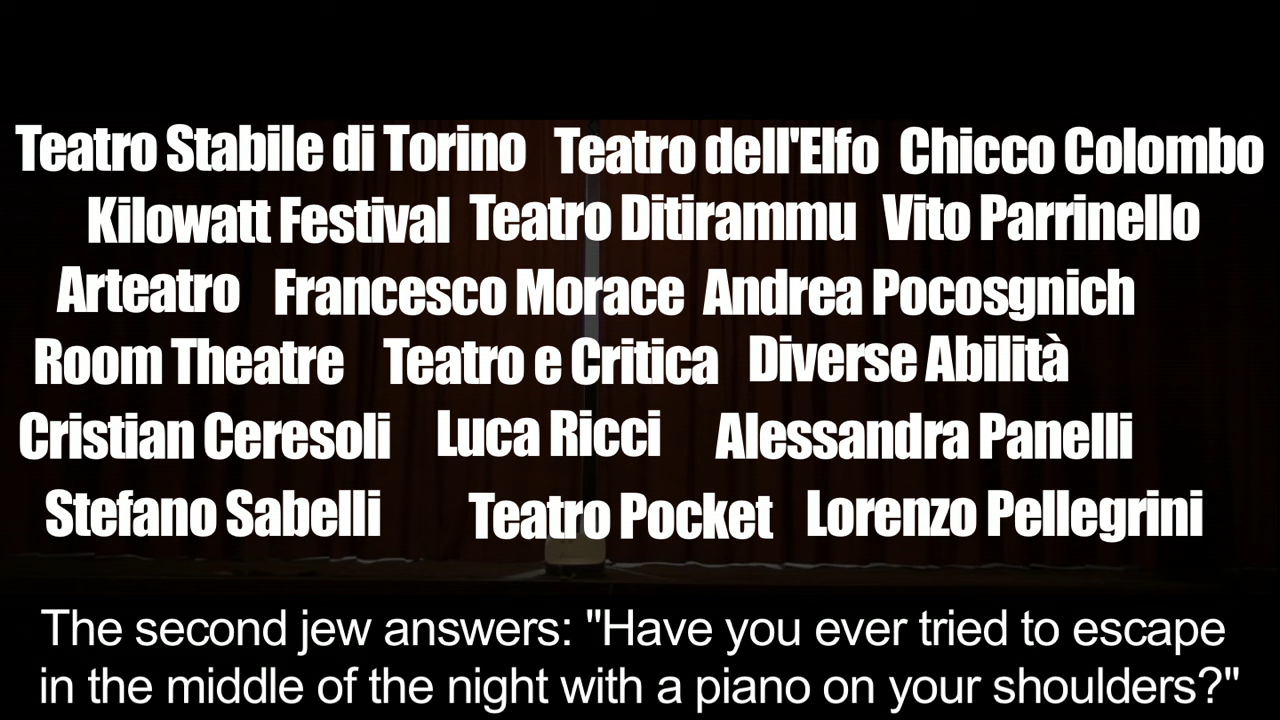 Teatro Stabile di Torino Teatro dell'Elfo Chicco Colombo
Kilowatt Festival Teatro Ditirammu Vito Parrinello
Arteatro Francesco Morace Andrea Pocosgnich
Room Theatre Teatro e Critica Diverse Abilità
Cristian Ceresoli Luca Ricci Alessandra Panelli
Stefano Sabelli Teatro Pocket Lorenzo Pellegrini
The second jew answers: "Have you ever tried to escape
in the middle of the night with a piano on your shoulders?"